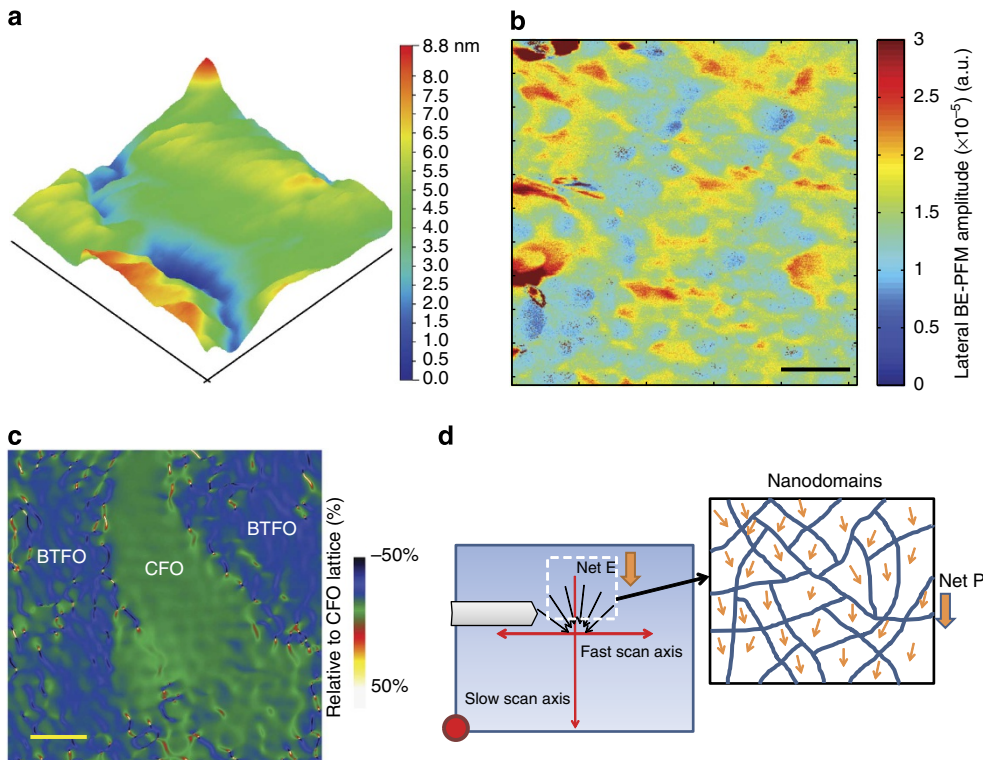 a
8.8 nm
8.0
7.5
7.0
6.5
6.0
5.5
5.0
4.5
4.0
3.5
3.0
2.5
2.0
1.5
1.0
0.5
0.0
b
3
2.5
2
1.5
1
0.5
0
Lateral BE-PFM amplitude (×10⁻⁵) (a.u.)
c
BTFO
CFO
BTFO
−50%
50%
Relative to CFO lattice (%)
d
Net E
Fast scan axis
Slow scan axis
Nanodomains
Net P